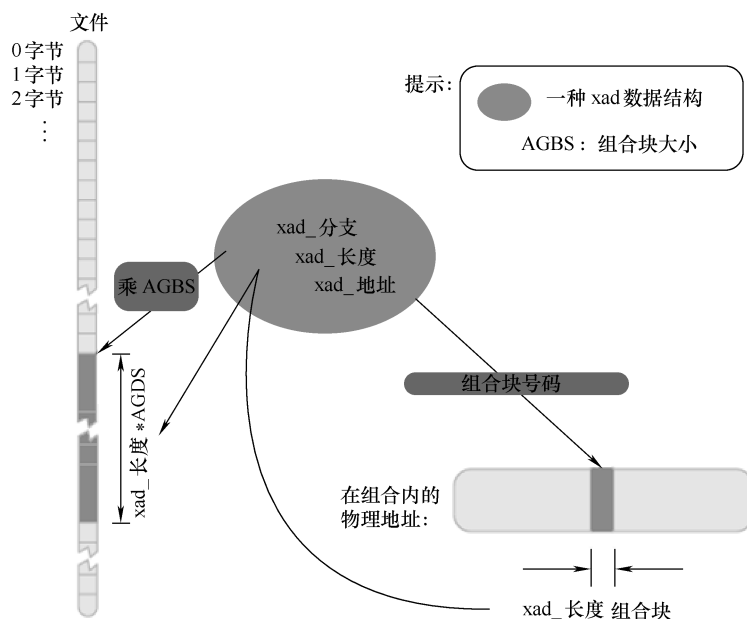 文件
0字节
1字节
2字节
⋮
提示：
一种 xad 数据结构
AGBS： 组合块大小
xad_分支
xad_长度
xad_地址
乘 AGBS
xad_长度 *AGDS
组合块号码
在组合内的
物理地址：
xad_长度 组合块